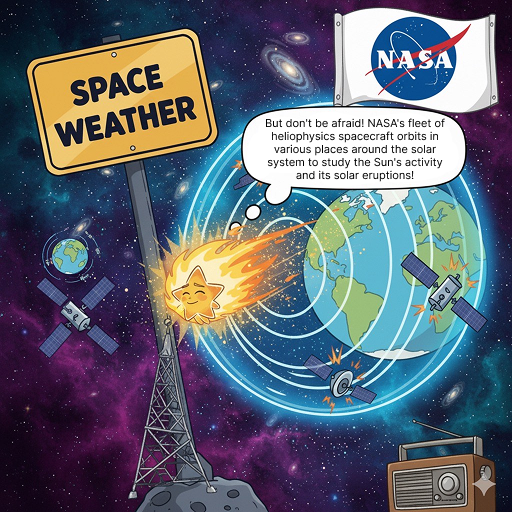 SPACE
WEATHER
NASA
But don't be afraid! NASA's fleet of
heliophysics spacecraft orbits in
various places around the solar
system to study the Sun's activity
and its solar eruptions!